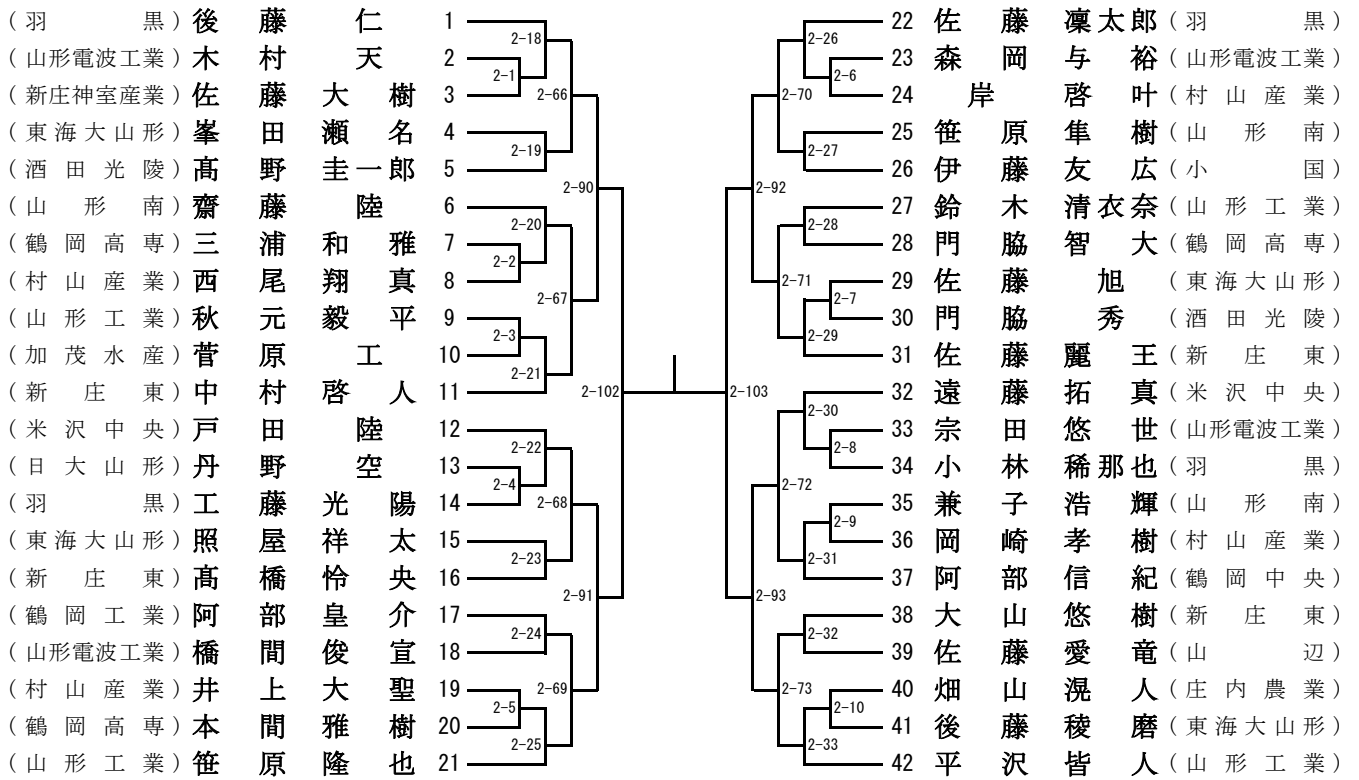 （羽黒）後藤仁 1
（山形電波工業）木村天 2
（新庄神室産業）佐藤大樹 3
（東海大山形）峯田瀬名 4
（酒田光陵）髙野圭一郎 5
（山形南）齋藤陸 6
（鶴岡高専）三浦和雅 7
（村山産業）西尾翔真 8
（山形工業）秋元毅平 9
（加茂水産）菅原工 10
（新庄東）中村啓人 11
（米沢中央）戸田陸 12
（日大山形）丹野空 13
（羽黒）工藤光陽 14
（東海大山形）照屋祥太 15
（新庄東）髙橋怜央 16
（鶴岡工業）阿部皇介 17
（山形電波工業）橋間俊宣 18
（村山産業）井上大聖 19
（鶴岡高専）本間雅樹 20
（山形工業）笹原隆也 21
2-18
2-1
2-66
2-19
2-90
2-20
2-2
2-67
2-3
2-21
2-102
2-22
2-4
2-68
2-23
2-91
2-24
2-69
2-5
2-25
2-26
2-6
2-70
2-27
2-92
2-28
2-71
2-7
2-29
2-103
2-30
2-8
2-72
2-9
2-31
2-93
2-32
2-73
2-10
2-33
22 佐藤凜太郎（羽黒）
23 森岡与裕（山形電波工業）
24 岸啓叶（村山産業）
25 笹原隼樹（山形南）
26 伊藤友広（小国）
27 鈴木清衣奈（山形工業）
28 門脇智大（鶴岡高専）
29 佐藤旭（東海大山形）
30 門脇秀（酒田光陵）
31 佐藤麗王（新庄東）
32 遠藤拓真（米沢中央）
33 宗田悠世（山形電波工業）
34 小林稀那也（羽黒）
35 兼子浩輝（山形南）
36 岡崎孝樹（村山産業）
37 阿部信紀（鶴岡中央）
38 大山悠樹（新庄東）
39 佐藤愛竜（山辺）
40 畑山滉人（庄内農業）
41 後藤稜磨（東海大山形）
42 平沢皆人（山形工業）